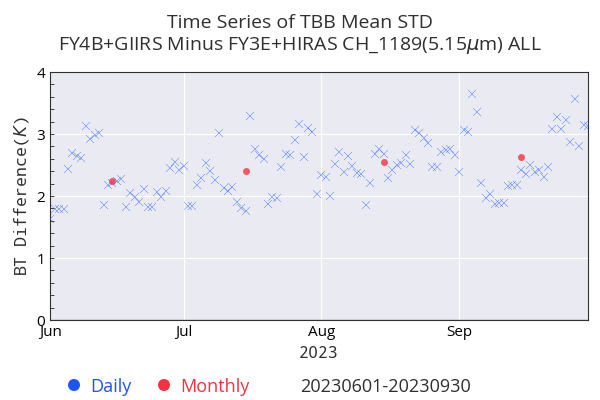 Time Series of TBB Mean STD
FY4B+GIIRS Minus FY3E+HIRAS CH_1189(5.15μm) ALL
BT Difference(K)
4
3
2
1
0
Jun Jul Aug Sep
2023
Daily Monthly 20230601-20230930